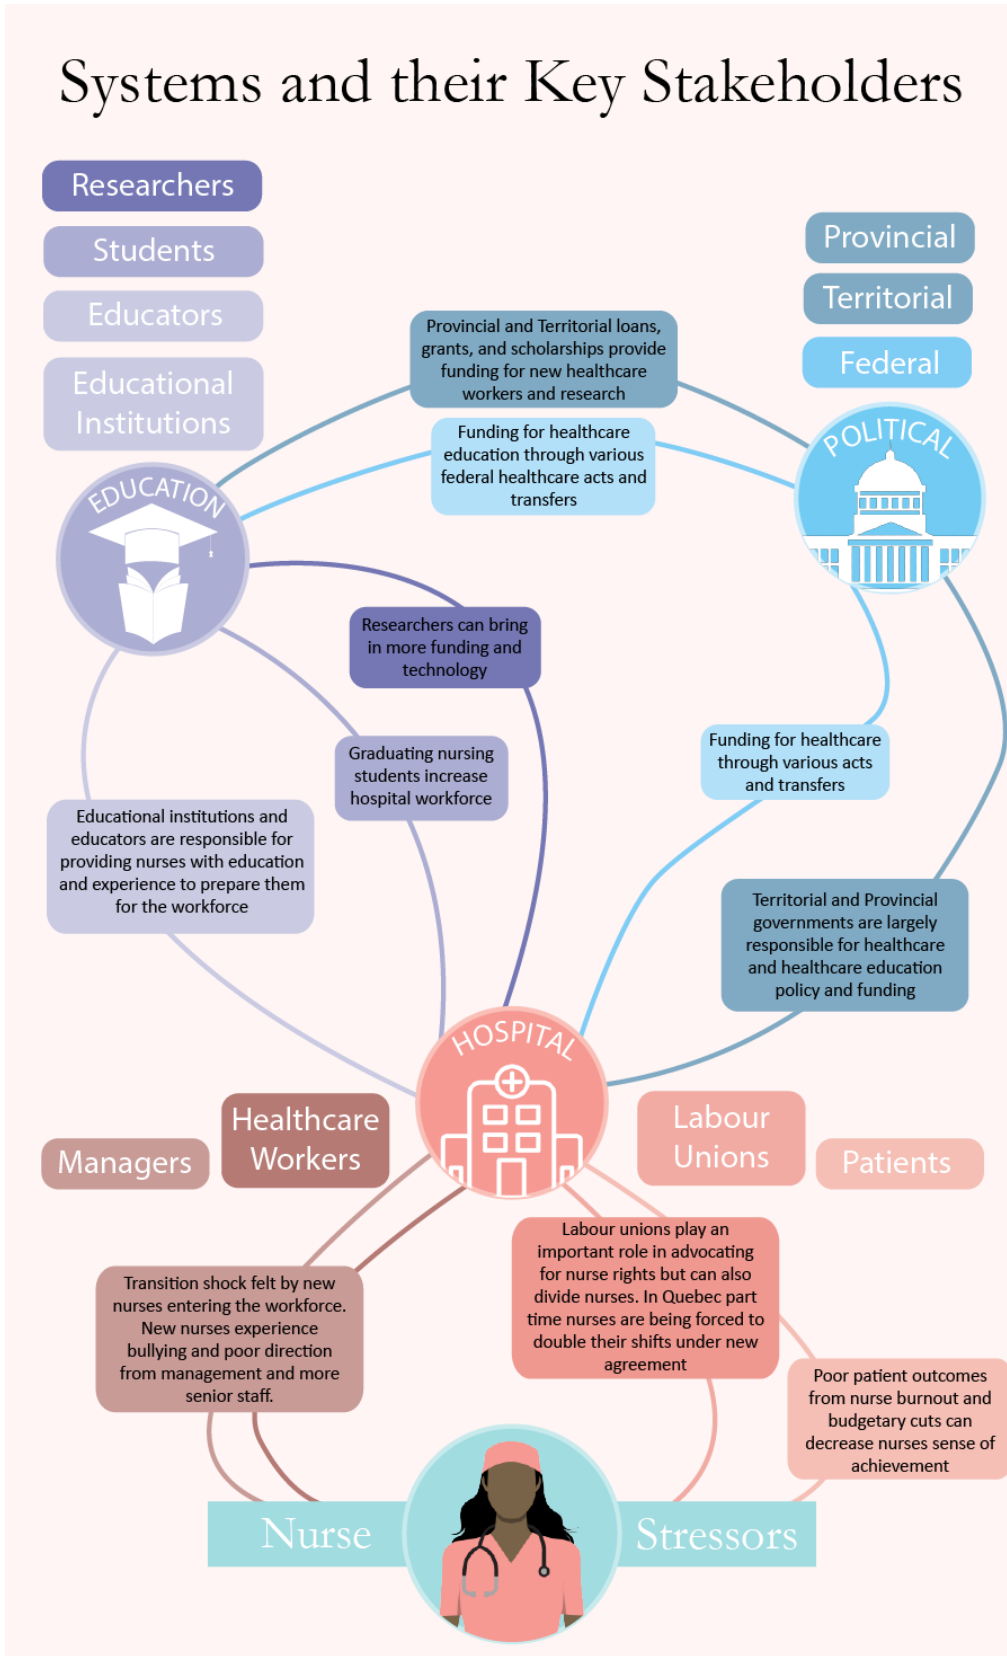 Systems and their Key Stakeholders
Researchers
Students
Educators
Educational
Institutions
Provincial
Territorial
Federal
Provincial and Territorial loans,
grants, and scholarships provide
funding for new healthcare
workers and research
Funding for healthcare
education through various
federal healthcare acts and
transfers
EDUCATION
POLITICAL
Researchers can bring
in more funding and
technology
Graduating nursing
students increase
hospital workforce
Funding for healthcare
through various acts
and transfers
Educational institutions and
educators are responsible for
providing nurses with education
and experience to prepare them
for the workforce
Territorial and Provincial
governments are largely
responsible for healthcare
and healthcare education
policy and funding
HOSPITAL
Managers
Healthcare
Workers
Labour
Unions
Patients
Transition shock felt by new
nurses entering the workforce.
New nurses experience
bullying and poor direction
from management and more
senior staff.
Labour unions play an
important role in advocating
for nurse rights but can also
divide nurses. In Quebec part
time nurses are being forced to
double their shifts under new
agreement
Poor patient outcomes
from nurse burnout and
budgetary cuts can
decrease nurses sense of
achievement
Nurse
Stressors